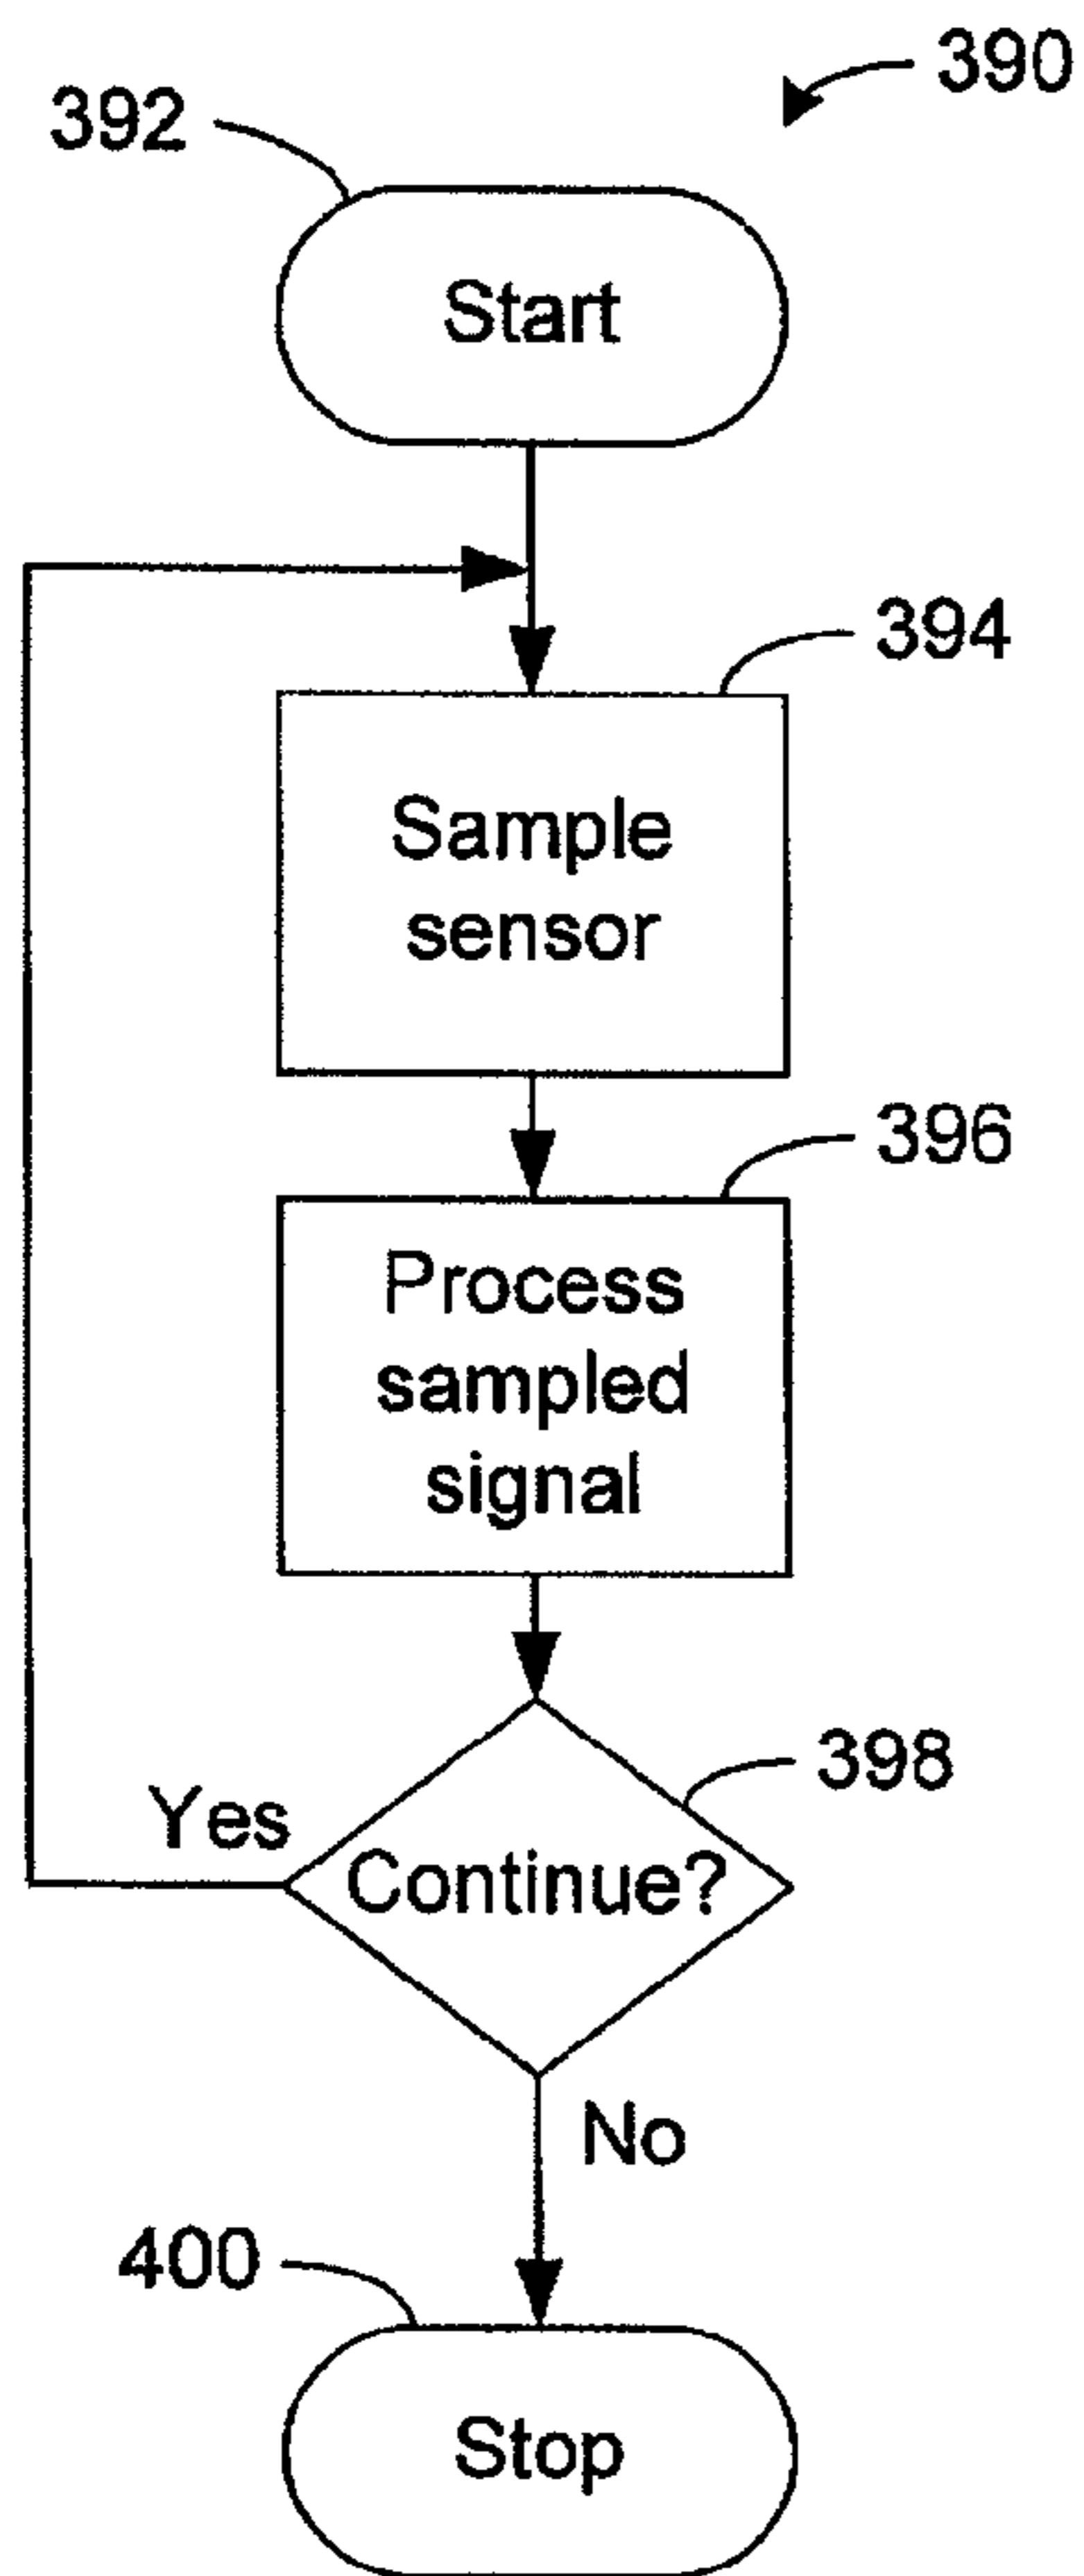 390
392
Start
394
Sample
sensor
396
Process
sampled
signal
398
Yes
Continue?
No
400
Stop